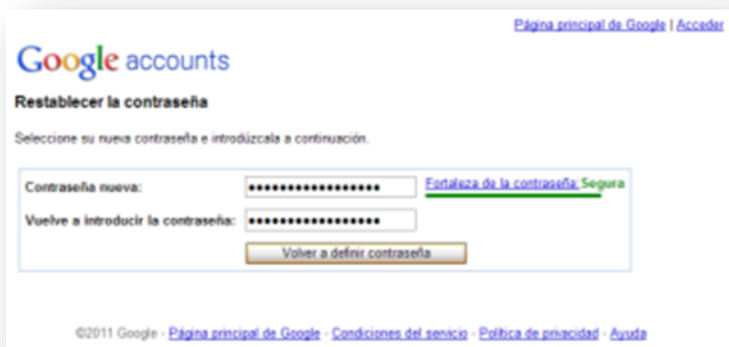 Página principal de Google | Acceder
Google accounts
Restablecer la contraseña
Seleccione su nueva contraseña e introdúzcala a continuación.
Contraseña nueva: ••••••••••••••••• Fortaleza de la contraseña: Segura
Vuelve a introducir la contraseña: •••••••••••••••••
Volver a definir contraseña
©2011 Google - Página principal de Google - Condiciones del servicio - Política de privacidad - Ayuda